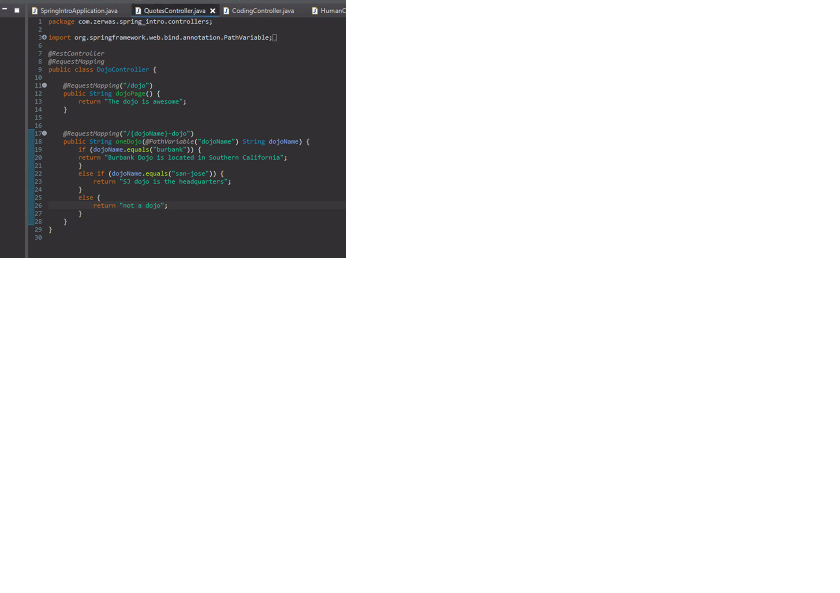 SpringIntroApplication.java QuotesController.java CodingController.java HumanC
1 package com.zerwas.spring_intro.controllers;
2
3 import org.springframework.web.bind.annotation.PathVariable;
6
7 @RestController
8 @RequestMapping
9 public class DojoController {
10
11 @RequestMapping("/dojo")
12 public String dojoPage() {
13 return "The dojo is awesome";
14 }
15
16
17 @RequestMapping("/{dojoName}-dojo")
18 public String oneDojo(@PathVariable("dojoName") String dojoName) {
19 if (dojoName.equals("burbank")) {
20 return "Burbank Dojo is located in Southern California";
21 }
22 else if (dojoName.equals("san-jose")) {
23 return "SJ dojo is the headquarters";
24 }
25 else {
26 return "not a dojo";
27 }
28 }
29 }
30